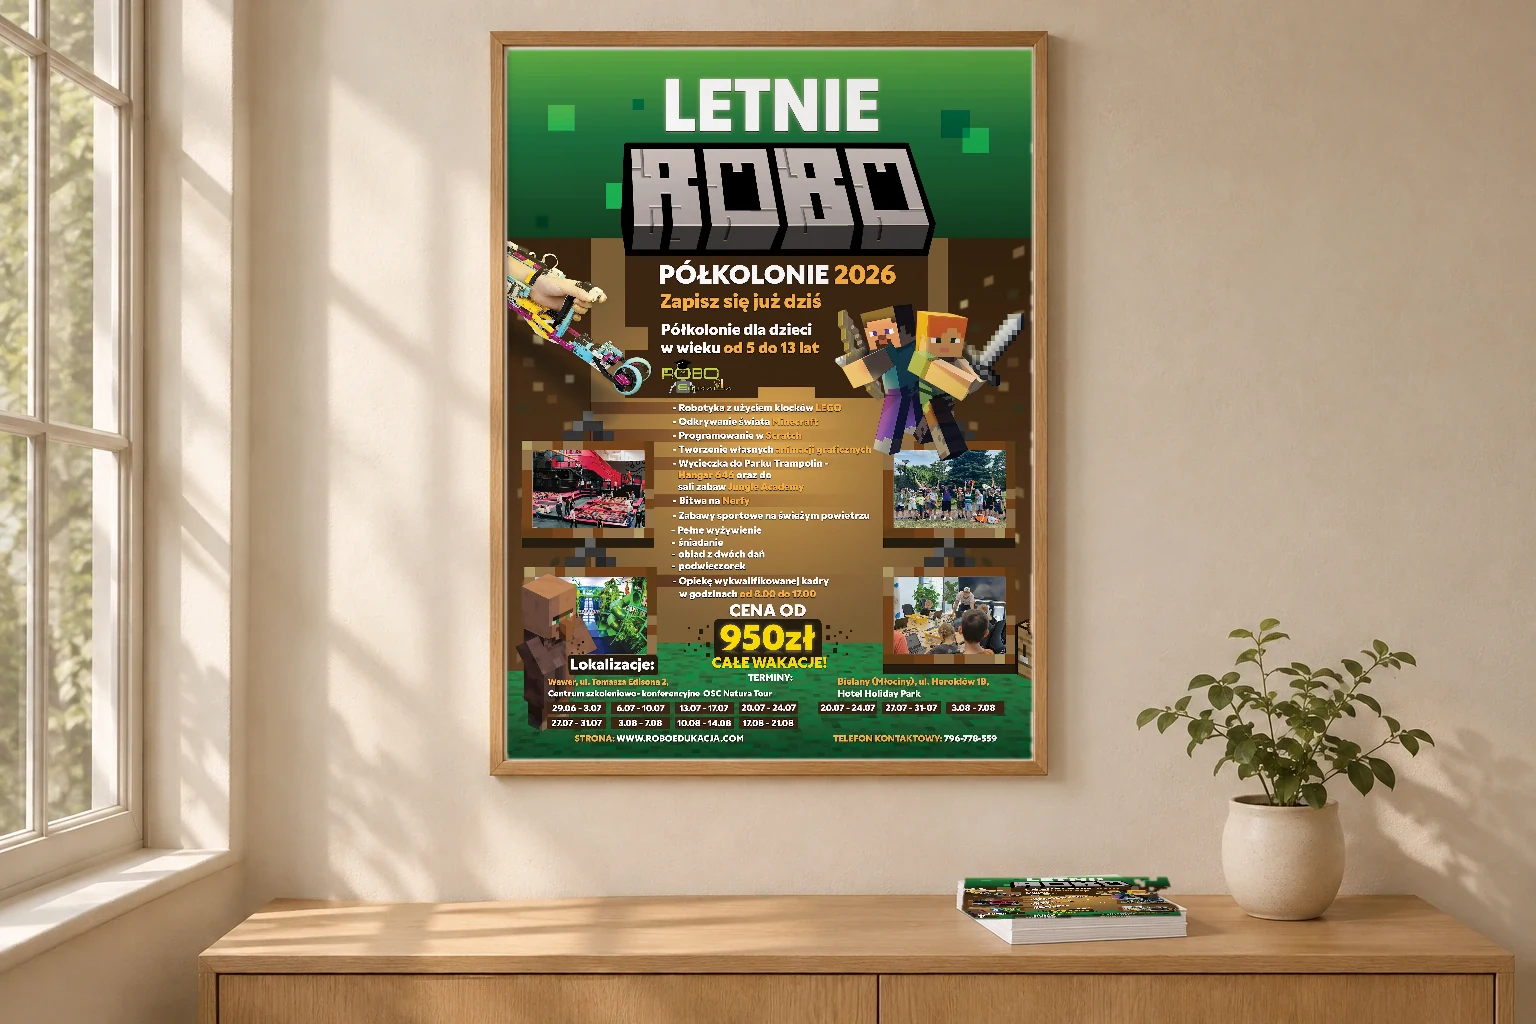 LETNIE
ROBO
PÓŁKOLONIE 2026
Zapisz się już dziś
Półkolonie dla dzieci
w wieku od 5 do 13 lat
ROBO
- Robotyka z użyciem klocków LEGO
- Odkrywanie świata Minecraft
- Programowanie w Scratch
- Tworzenie własnych animacji graficznych
- Wycieczka do Parku Trampolin -
Hangar 646 oraz do
sali zabaw Jungle Academy
- Bitwa na Nerfy
- Zabawy sportowe na świeżym powietrzu
- Pełne wyżywienie
- śniadanie
- obiad z dwóch dań
- podwieczorek
- Opiekę wykwalifikowanej kadry
w godzinach od 8.00 do 17.00
CENA OD
950zł
CAŁE WAKACJE!
Lokalizacje:
TERMINY:
Wawer, ul. Tomasza Edisona 2,
Centrum szkoleniowo-konferencyjne OSC Natura Tour
29.06 - 3.07 6.07 - 10.07 13.07 - 17.07 20.07 - 24.07
27.07 - 31.07 3.08 - 7.08 10.08 - 14.08 17.08 - 21.08
Bielany (Młociny), ul. Heroldów 1B,
Hotel Holiday Park
20.07 - 24.07 27.07 - 31-07 3.08 - 7.08
STRONA: WWW.ROBOEDUKACJA.COM
TELEFON KONTAKTOWY: 796-778-559
LETNIE
ROBO